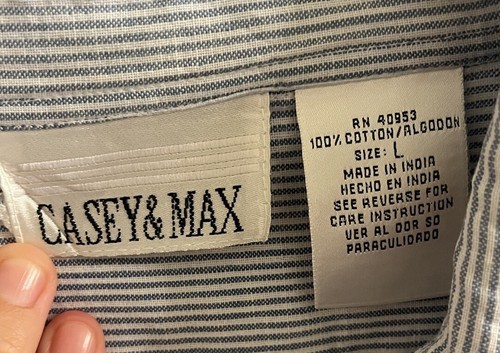 CASEY & MAX
RN 40953
100% COTTON/ALGODON
SIZE: L
MADE IN INDIA
HECHO EN INDIA
SEE REVERSE FOR
CARE INSTRUCTION
VER AL DOR SO
PARACULIDADO